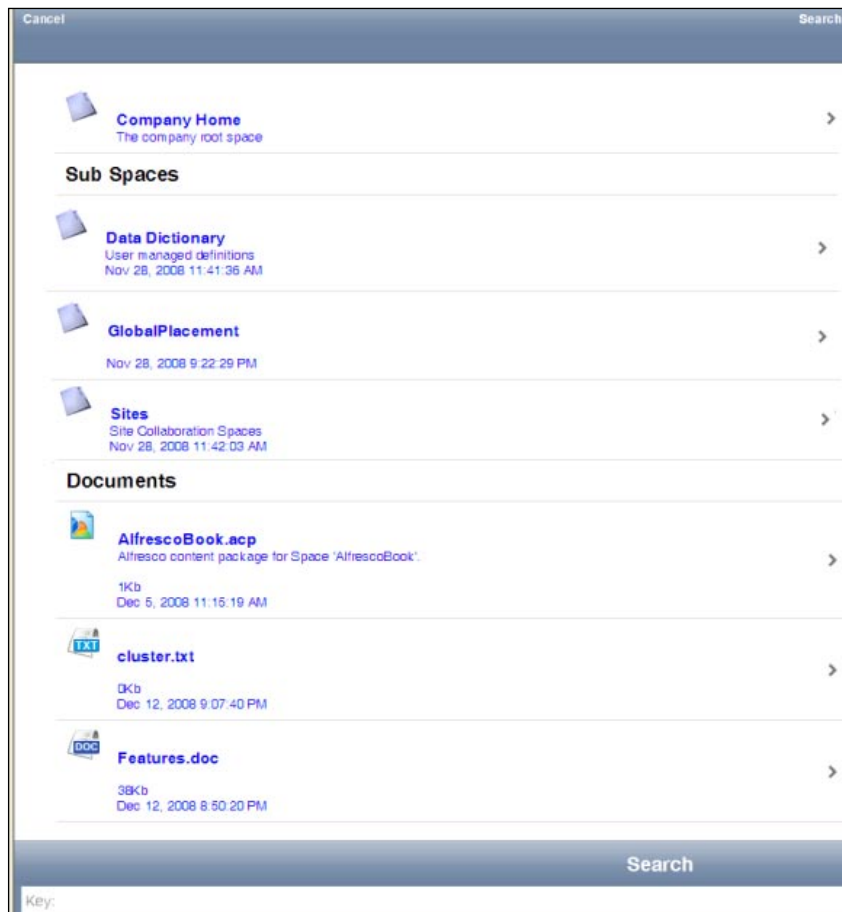 Cancel
Search
Company Home
The company root space
Sub Spaces
Data Dictionary
User managed definitions
Nov 28, 2008 11:41:36 AM
GlobalPlacement
Nov 28, 2008 9:22:29 PM
Sites
Site Collaboration Spaces
Nov 28, 2008 11:42:03 AM
Documents
AlfrescoBook.acp
Alfresco content package for Space 'AlfrescoBook'.
1Kb
Dec 5, 2008 11:15:19 AM
TXT
cluster.txt
0Kb
Dec 12, 2008 9:07:40 PM
DOC
Features.doc
38Kb
Dec 12, 2008 8:50:20 PM
Search
Key: